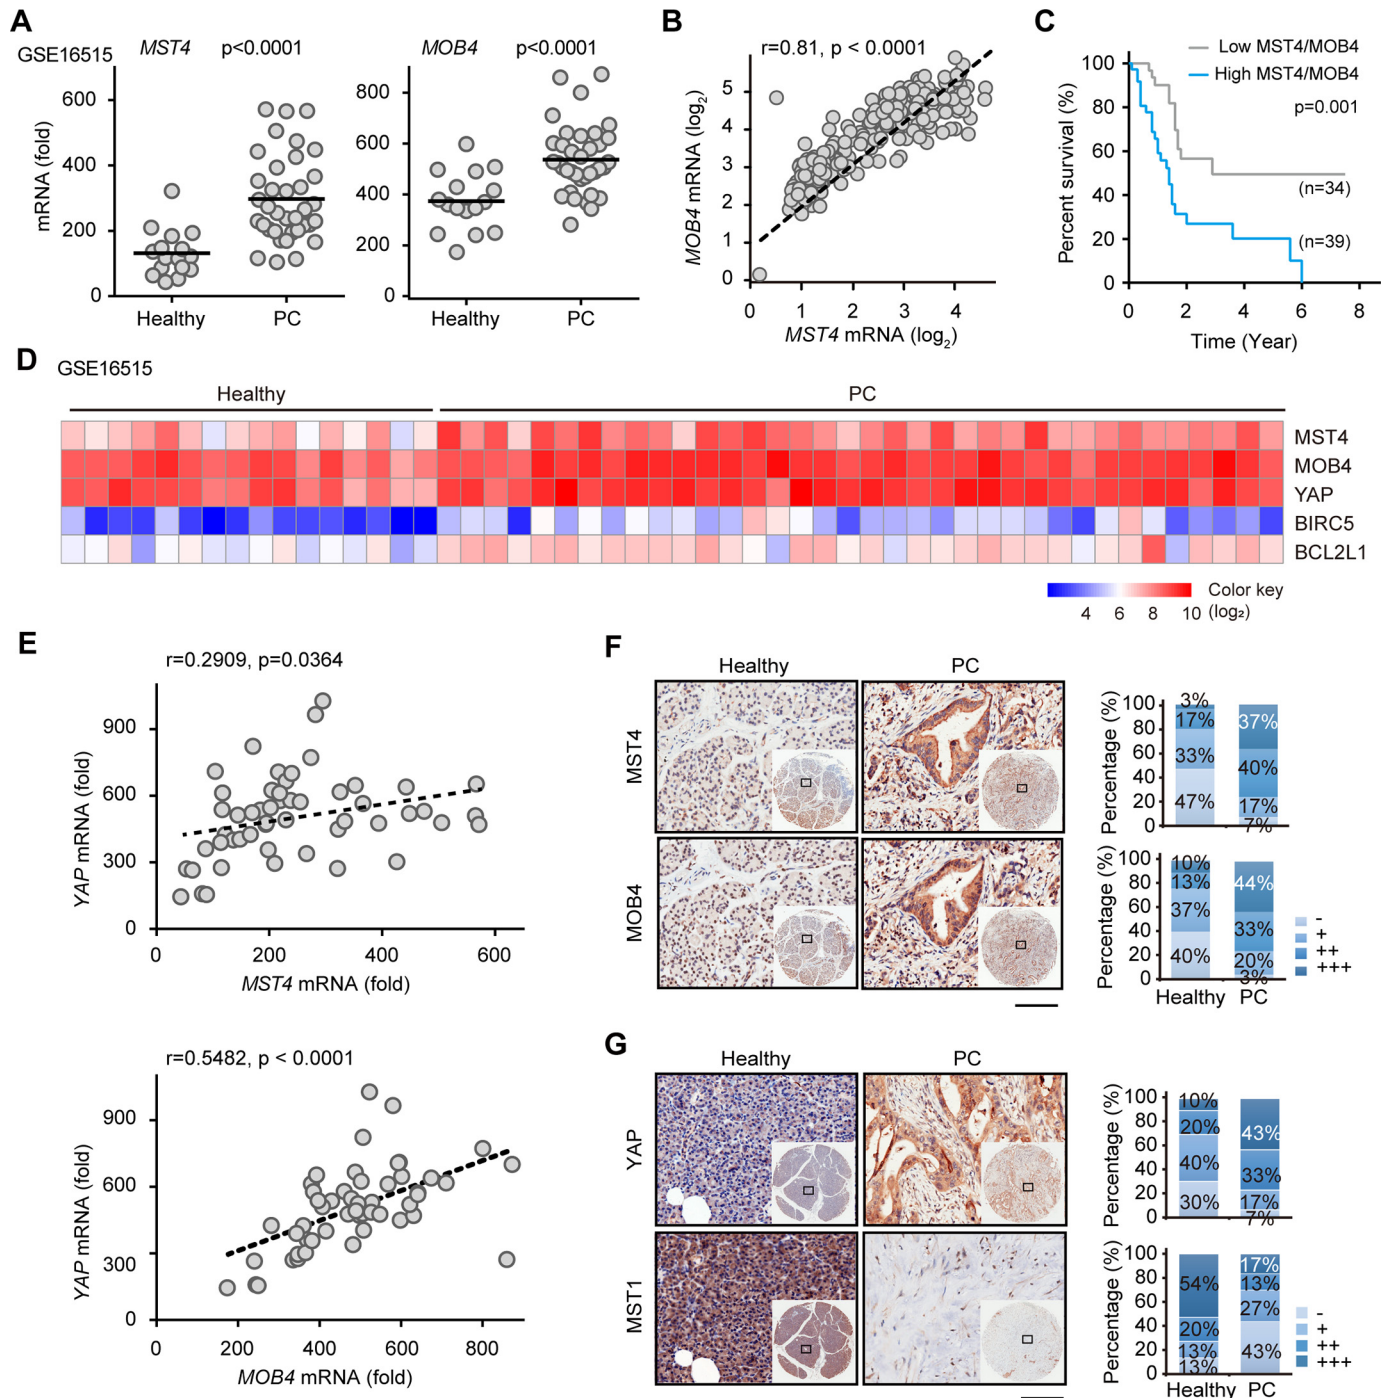 A
GSE16515
MST4 p<0.0001
mRNA (fold)
600
400
200
0
Healthy PC
MOB4 p<0.0001
800
600
400
200
0
Healthy PC
B
r=0.81, p < 0.0001
MOB4 mRNA (log2)
5
4
3
2
1
0
0 1 2 3 4
MST4 mRNA (log2)
C
Low MST4/MOB4
High MST4/MOB4
p=0.001
Percent survival (%)
100
80
60
40
20
0
(n=34)
(n=39)
0 2 4 6 8
Time (Year)
D
GSE16515
Healthy PC
MST4
MOB4
YAP
BIRC5
BCL2L1
4 6 8 10
Color key
(log2)
E
r=0.2909, p=0.0364
YAP mRNA (fold)
900
600
300
0
0 200 400 600
MST4 mRNA (fold)
r=0.5482, p < 0.0001
YAP mRNA (fold)
900
600
300
0
0 200 400 600 800
MOB4 mRNA (fold)
F
Healthy PC
MST4
MOB4
Percentage (%)
100
80
60
40
20
0
3%
17%
33%
47%
37%
40%
17%
7%
Percentage (%)
100
80
60
40
20
0
10%
13%
37%
40%
44%
33%
20%
3%
Healthy PC
-
+
++
+++
G
Healthy PC
YAP
MST1
Percentage (%)
100
80
60
40
20
0
10%
20%
40%
30%
43%
33%
17%
7%
Percentage (%)
100
80
60
40
20
0
54%
20%
13%
13%
17%
13%
27%
43%
Healthy PC
-
+
++
+++